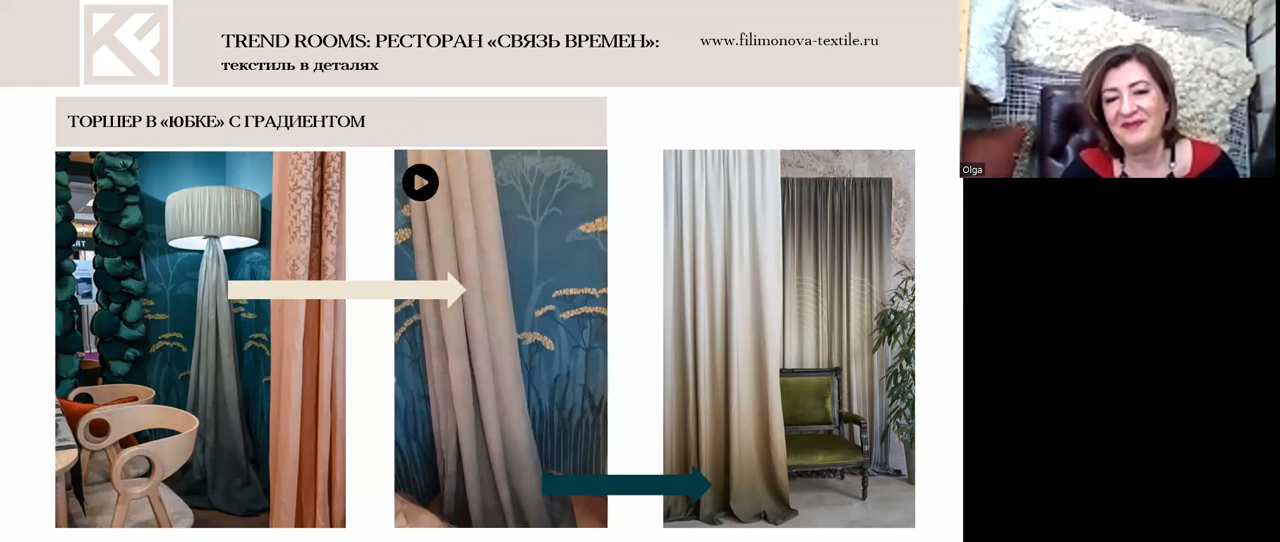 TREND ROOMS: РЕСТОРАН «СВЯЗЬ ВРЕМЕН»:
www.filimonova-textile.ru
текстиль в деталях
ТОРШЕР В «ЮБКЕ» С ГРАДИЕНТОМ
Olga